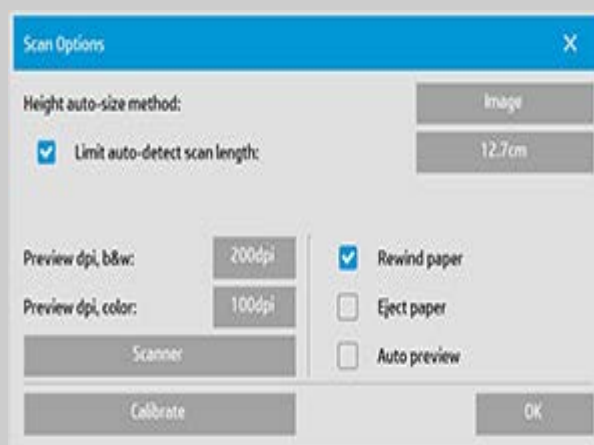 Scan Options X
Height auto-size method: Image
Limit auto-detect scan length: 12.7cm
Preview dpi, b&w: 200dpi Rewind paper
Preview dpi, color: 100dpi Eject paper
Scanner Auto preview
Calibrate OK